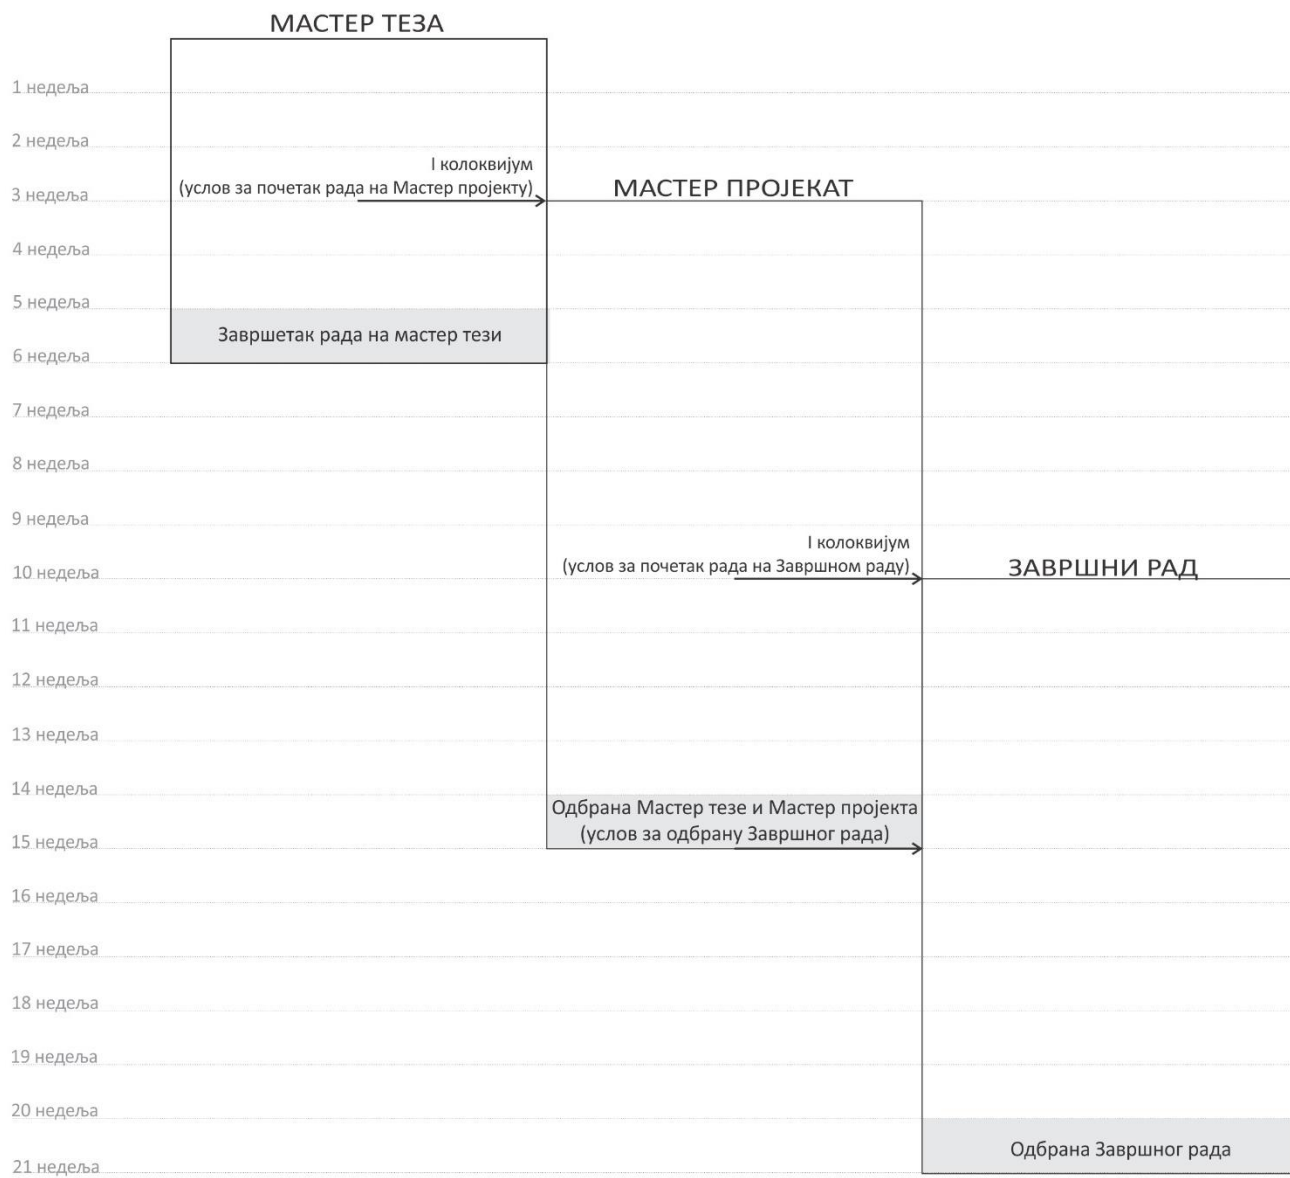 МАСТЕР ТЕЗА
1 недеља
2 недеља
I колоквијум
(услов за почетак рада на Мастер пројекту)
3 недеља
МАСТЕР ПРОЈЕКАТ
4 недеља
5 недеља
Завршетак рада на мастер тези
6 недеља
7 недеља
8 недеља
9 недеља
I колоквијум
(услов за почетак рада на Завршном раду)
10 недеља
ЗАВРШНИ РАД
11 недеља
12 недеља
13 недеља
14 недеља
Одбрана Мастер тезе и Мастер пројекта
(услов за одбрану Завршног рада)
15 недеља
16 недеља
17 недеља
18 недеља
19 недеља
20 недеља
Одбрана Завршног рада
21 недеља